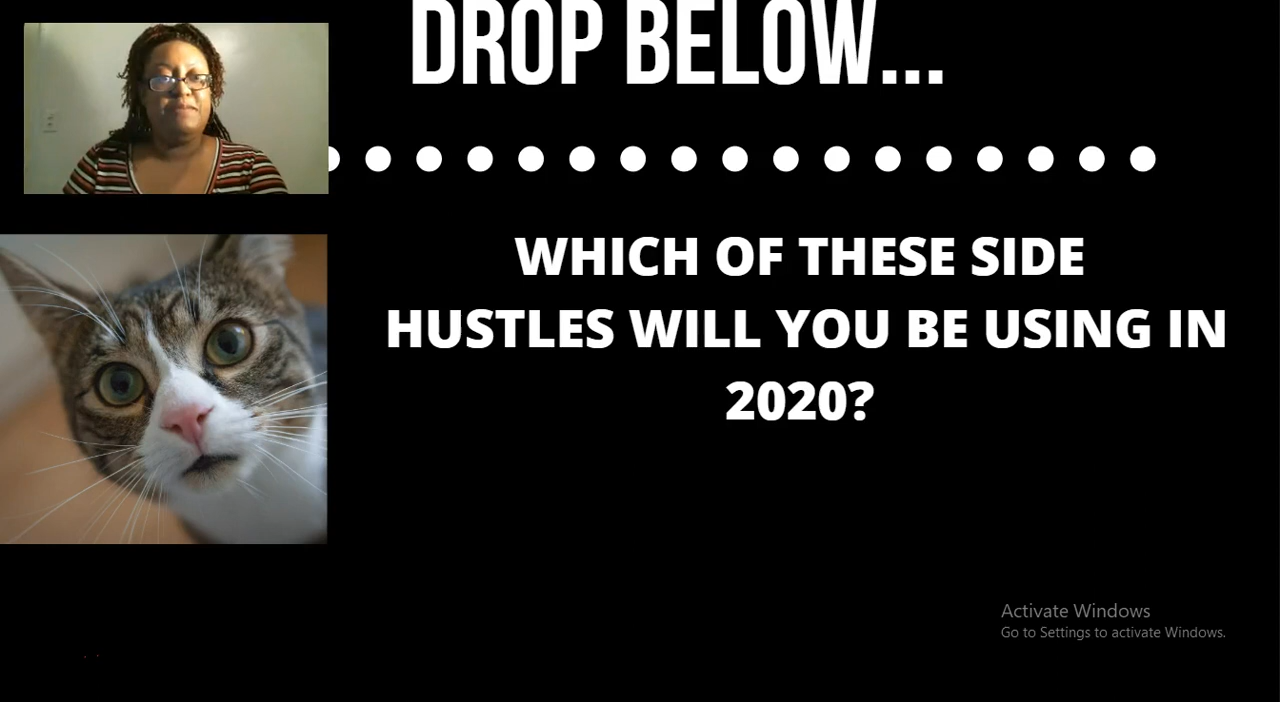 DROP BELOW...
WHICH OF THESE SIDE
HUSTLES WILL YOU BE USING IN
2020?
Activate Windows
Go to Settings to activate Windows.